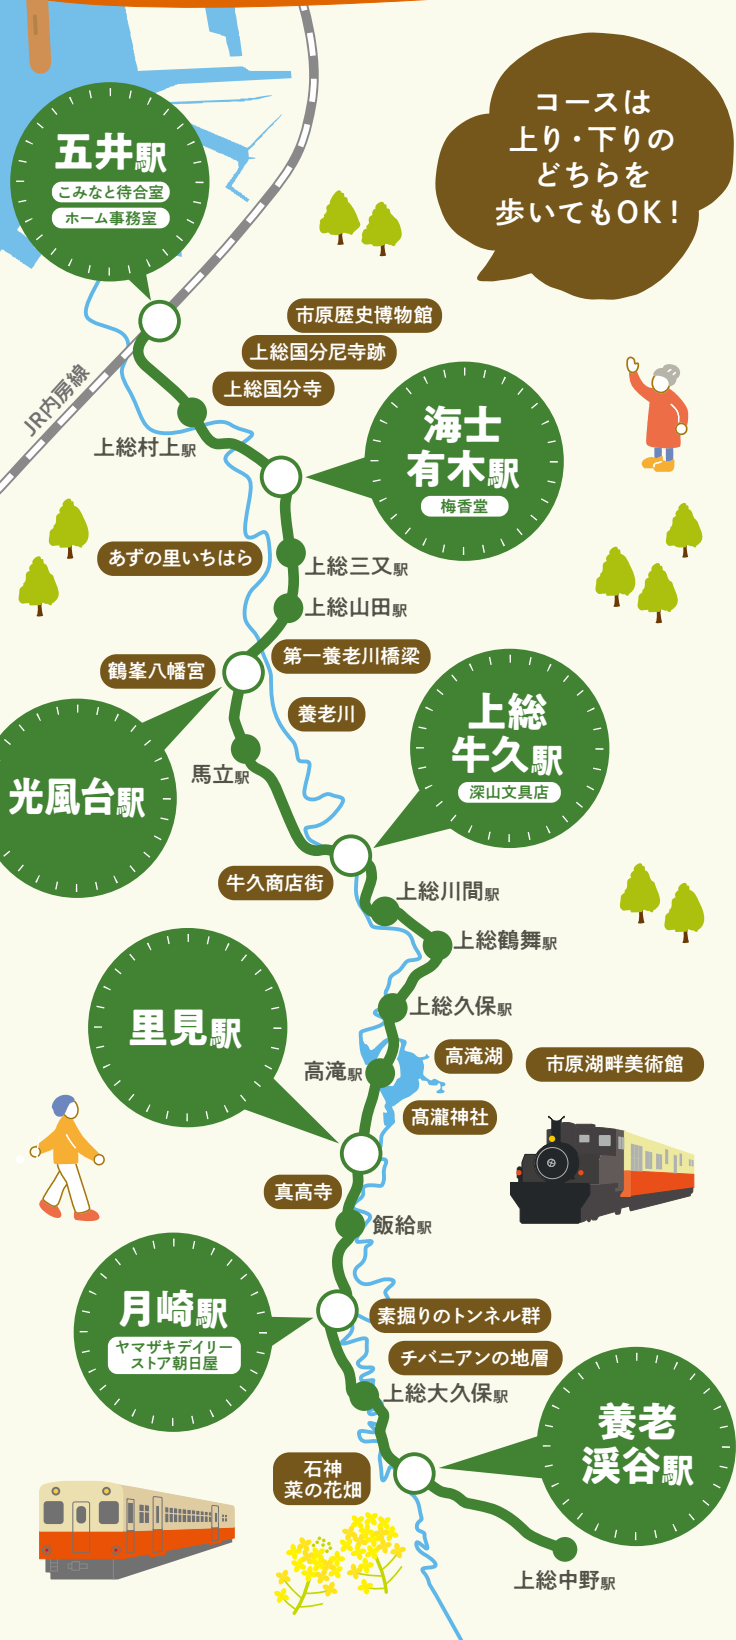 コースは
上り・下りの
どちらを
歩いてもOK！
五井駅
こみなと待合室
ホーム事務室
JR内房線
市原歴史博物館
上総国分尼寺跡
上総国分寺
上総村上駅
海士
有木駅
梅香堂
あずの里いちはら
上総三又駅
上総山田駅
第一養老川橋梁
鶴峯八幡宮
養老川
上総
牛久駅
深山文具店
馬立駅
光風台駅
牛久商店街
上総川間駅
上総鶴舞駅
上総久保駅
里見駅
高滝湖
市原湖畔美術館
高滝駅
髙瀧神社
真高寺
飯給駅
月崎駅
ヤマザキデイリー
ストア朝日屋
素掘りのトンネル群
チバニアンの地層
上総大久保駅
養老
渓谷駅
石神
菜の花畑
上総中野駅